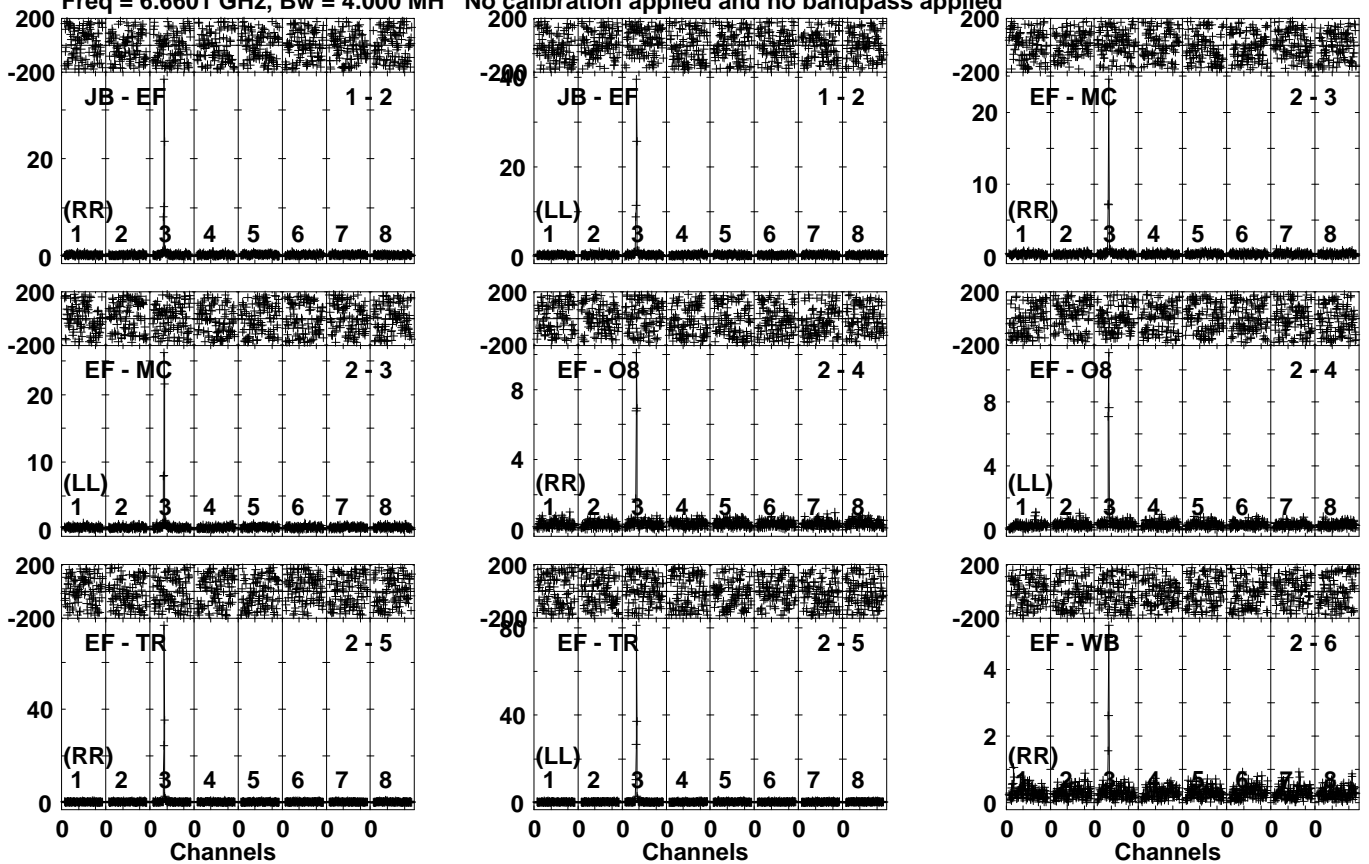 Freq = 6.6601 GHz, Bw = 4.000 MH No calibration applied and no bandpass applied
200 200 200
-200 -200 -200
40
JB - EF 1 - 2 JB - EF 1 - 2 EF - MC 2 - 3
20 40 20
20 20 10
(RR) (LL) (RR)
1 2 3 4 5 6 7 8 1 2 3 4 5 6 7 8 1 2 3 4 5 6 7 8
0 0 0
200 200 200
-200 -200 -200
EF - MC 2 - 3 EF - O8 2 - 4 EF - O8 2 - 4
20 8 8
10 4 4
(LL) (RR) (LL)
1 2 3 4 5 6 7 8 1 2 3 4 5 6 7 8 1 2 3 4 5 6 7 8
0 0 0
200 200 200
-200 -200 -200
80
EF - TR 2 - 5 EF - TR 2 - 5 EF - WB 2 - 6
4
40 40 2
(RR) (LL) (RR)
1 2 3 4 5 6 7 8 1 2 3 4 5 6 7 8 1 2 3 4 5 6 7 8
0 0 0
0 0 0 0 0 0 0 0 0 0 0 0 0 0 0 0 0 0 0 0 0 0 0 0
Channels Channels Channels